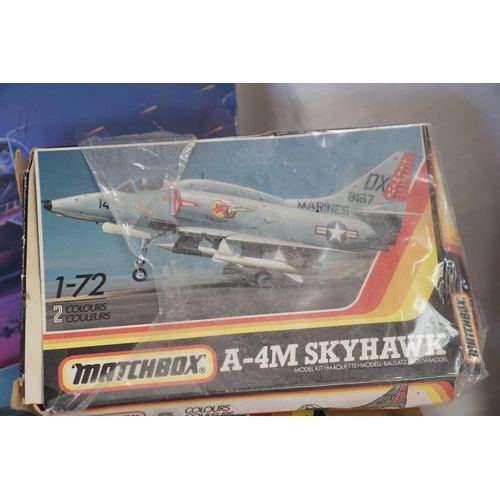 DX
8167
MARINES
14
1-72
2 COLOURS
COULEURS
MATCHBOX®
A-4M SKYHAWK
MODEL KIT·MAQUETTE·MODELL-BAUSATZ
MATCHBOX
COLOURS
COULEURS